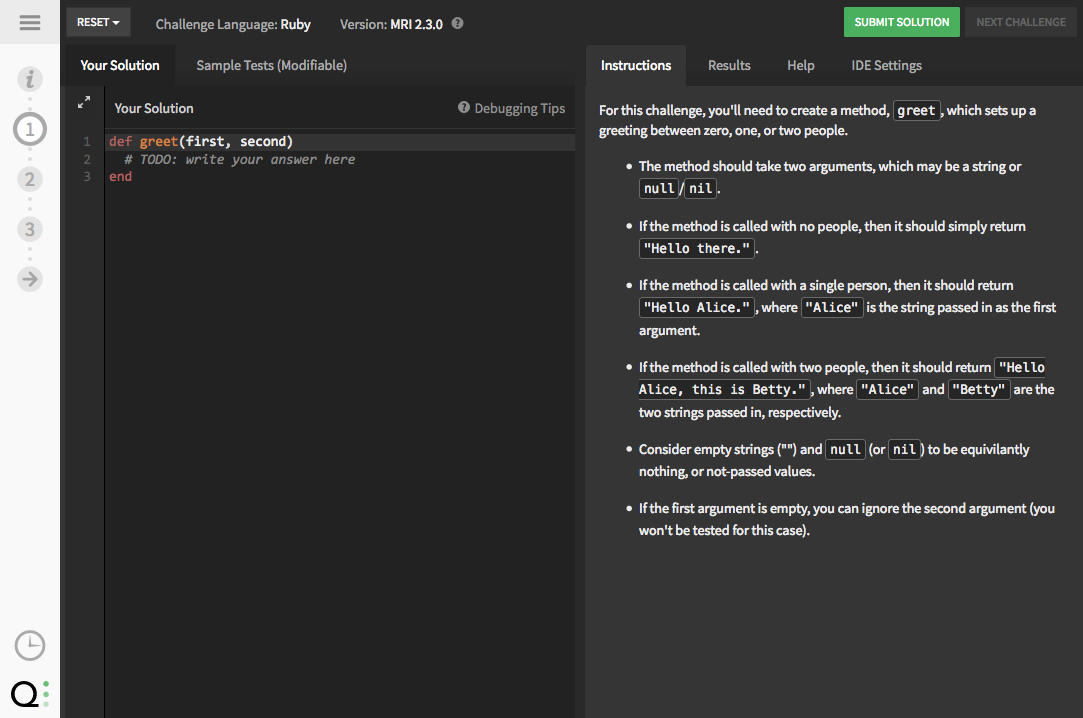 RESET
Challenge Language: Ruby
Version: MRI 2.3.0
SUBMIT SOLUTION
NEXT CHALLENGE
Your Solution
Sample Tests (Modifiable)
Instructions
Results
Help
IDE Settings
i
1
2
3
Q
Your Solution
Debugging Tips
1 def greet(first, second)
2 # TODO: write your answer here
3 end
For this challenge, you'll need to create a method, greet, which sets up a
greeting between zero, one, or two people.
• The method should take two arguments, which may be a string or
null/nil.
• If the method is called with no people, then it should simply return
"Hello there.".
• If the method is called with a single person, then it should return
"Hello Alice.", where "Alice" is the string passed in as the first
argument.
• If the method is called with two people, then it should return "Hello
Alice, this is Betty.", where "Alice" and "Betty" are the
two strings passed in, respectively.
• Consider empty strings ("") and null (or nil) to be equivilantly
nothing, or not-passed values.
• If the first argument is empty, you can ignore the second argument (you
won't be tested for this case).